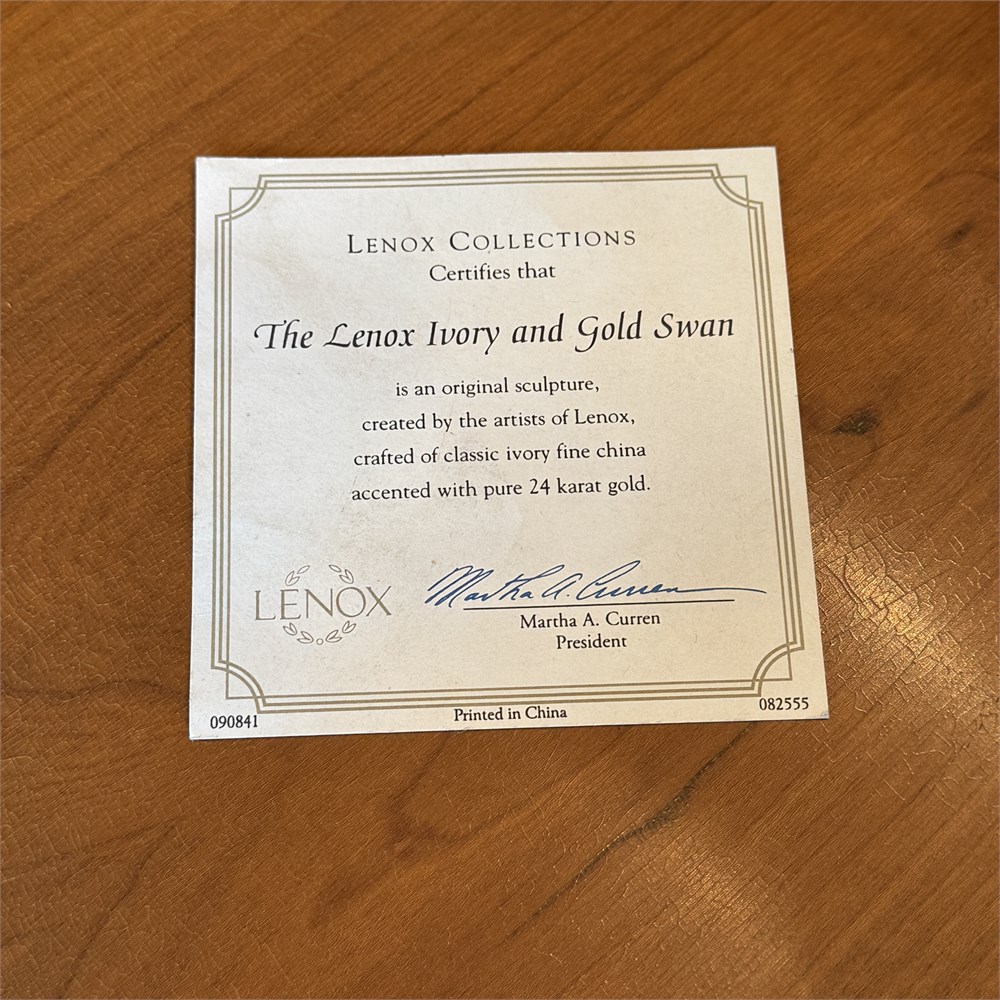 LENOX COLLECTIONS
Certifies that
The Lenox Ivory and Gold Swan
is an original sculpture,
created by the artists of Lenox,
crafted of classic ivory fine china
accented with pure 24 karat gold.
LENOX
Martha A. Curren
Martha A. Curren
President
090841
Printed in China
082555